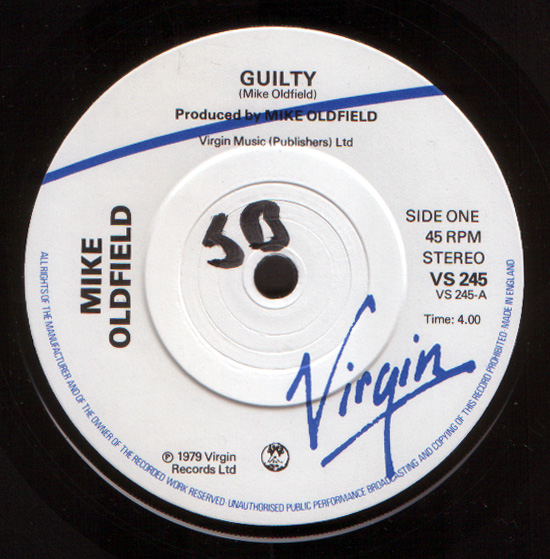 GUILTY
(Mike Oldfield)
Produced by MIKE OLDFIELD
Virgin Music (Publishers) Ltd
MIKE
OLDFIELD
SIDE ONE
45 RPM
STEREO
VS 245
VS 245-A
Time: 4.00
Virgin
℗ 1979 Virgin
Records Ltd
ALL RIGHTS OF THE MANUFACTURER AND OF THE OWNER OF THE RECORDED WORK RESERVED · UNAUTHORISED PUBLIC PERFORMANCE BROADCASTING AND COPYING OF THIS RECORD PROHIBITED MADE IN ENGLAND